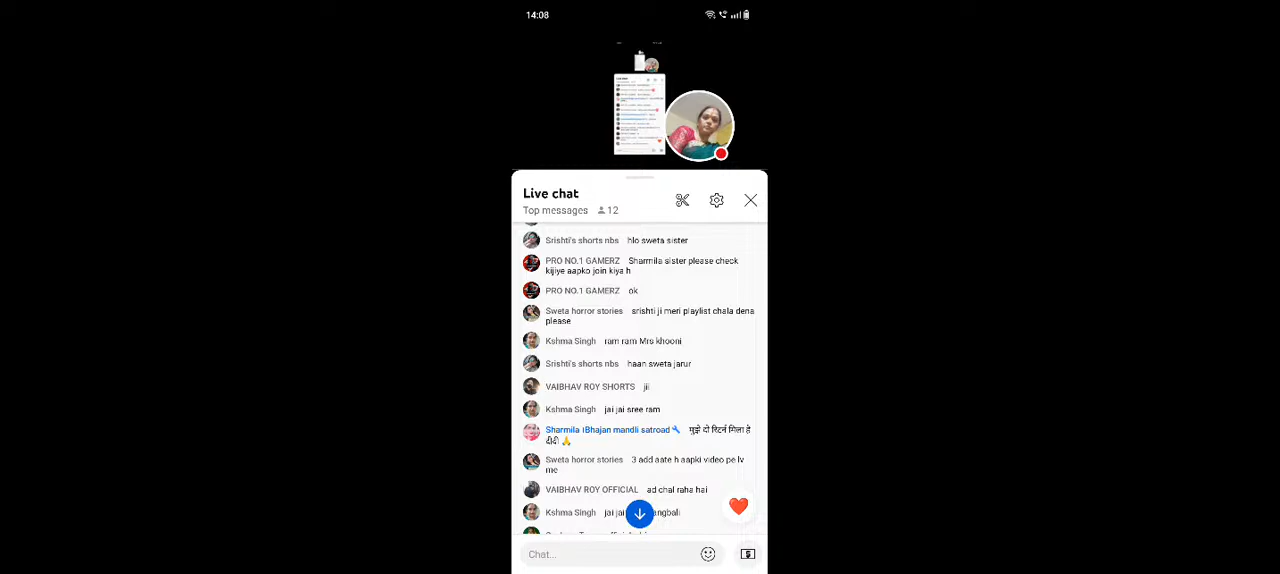 14:08
Live chat
Top messages 12
Srishti's shorts nbs hlo sweta sister
PRO NO.1 GAMERZ Sharmila sister please check
kijiye aapko join kiya h
PRO NO.1 GAMERZ ok
Sweta horror stories srishti ji meri playlist chala dena
please
Kshma Singh ram ram Mrs khooni
Srishti's shorts nbs haan sweta jarur
VAIBHAV ROY SHORTS jii
Kshma Singh jai jai sree ram
Sharmila ।Bhajan mandli satroad मुझे दो रिटर्न मिला है
दीदी 🙏
Sweta horror stories 3 add aate h aapki video pe lv
me
VAIBHAV ROY OFFICIAL ad chal raha hai
Kshma Singh jai jai
Chat...